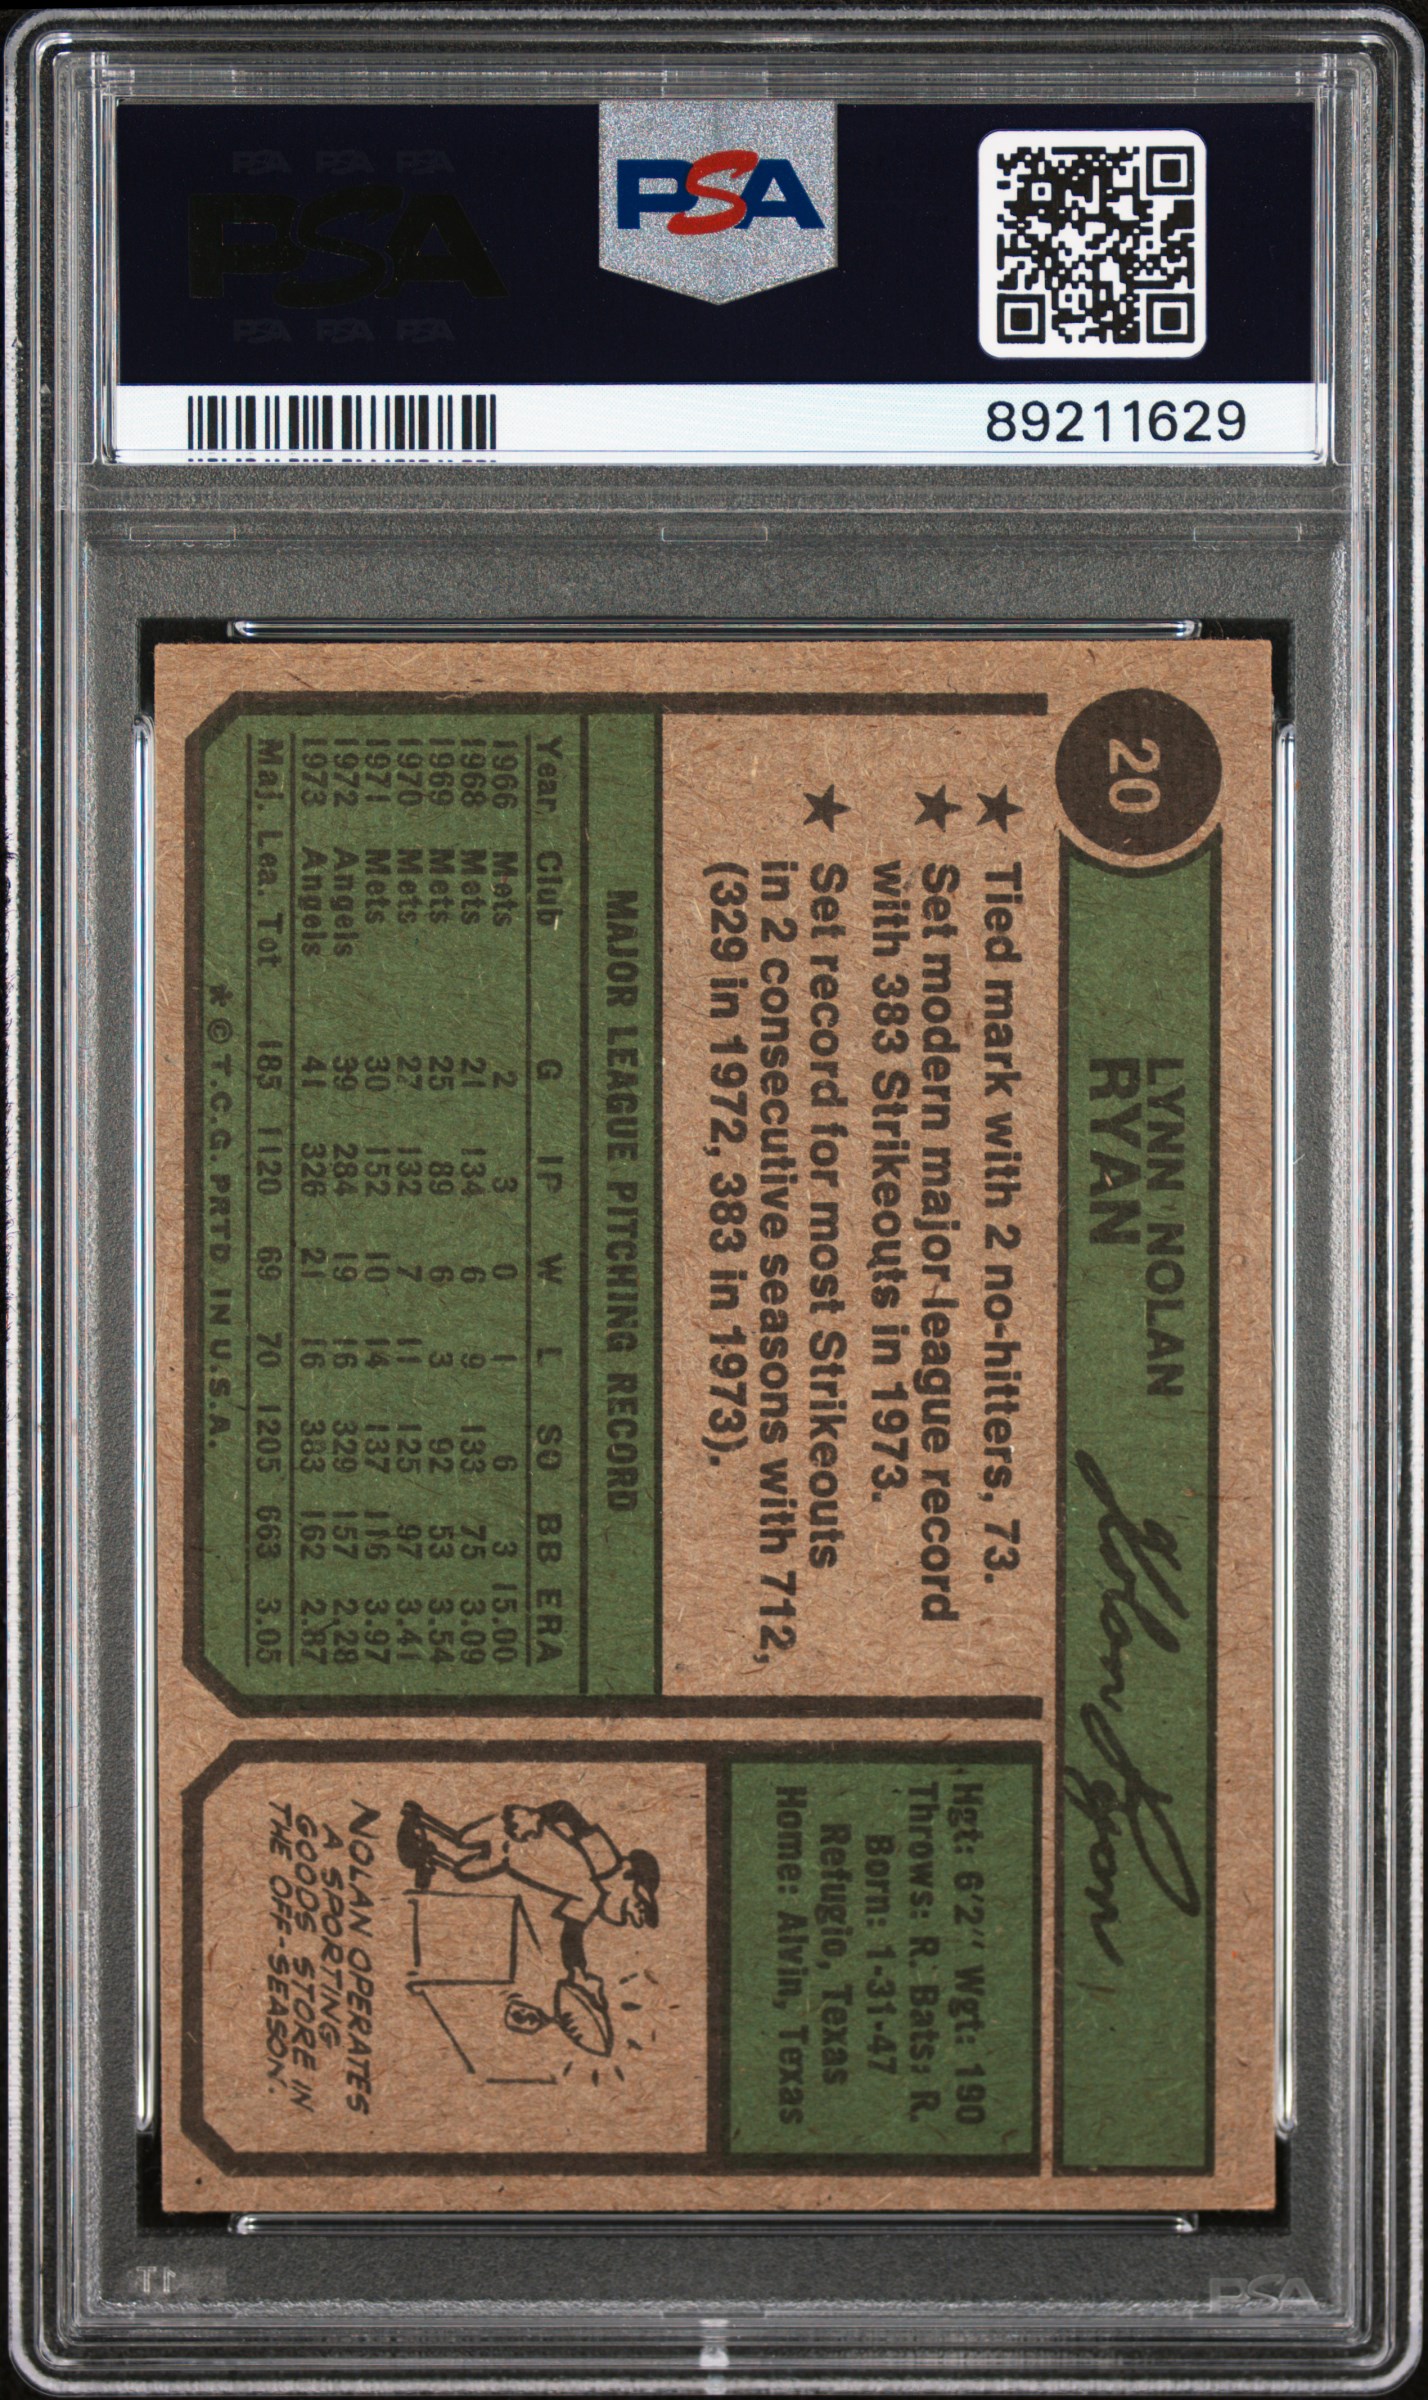 PSA PSA PSA
PSA
PSA PSA PSA
PSA
89211629
20
LYNN NOLAN
RYAN
Nolan Ryan
★ Tied mark with 2 no-hitters, 73.
★ Set modern major league record
with 383 Strikeouts in 1973.
★ Set record for most Strikeouts
in 2 consecutive seasons with 712,
(329 in 1972, 383 in 1973).
MAJOR LEAGUE PITCHING RECORD
Year Club G IP W L SO BB ERA
1966 Mets 2 3 0 1 6 3 15.00
1968 Mets 21 134 6 9 133 75 3.09
1969 Mets 25 89 6 3 92 53 3.54
1970 Mets 27 132 7 11 125 97 3.41
1971 Mets 30 152 10 14 137 116 3.97
1972 Angels 39 284 19 16 329 157 2.28
1973 Angels 41 326 21 16 383 162 2.87
Maj. Lea. Tot 185 1120 69 70 1205 663 3.05
*©T.C.G. PRTD IN U.S.A.
Hgt: 6'2" Wgt: 190
Throws: R. Bats: R.
Born: 1-31-47
Refugio, Texas
Home: Alvin, Texas
$
NOLAN OPERATES
A SPORTING
GOODS STORE IN
THE OFF-SEASON.
PSA